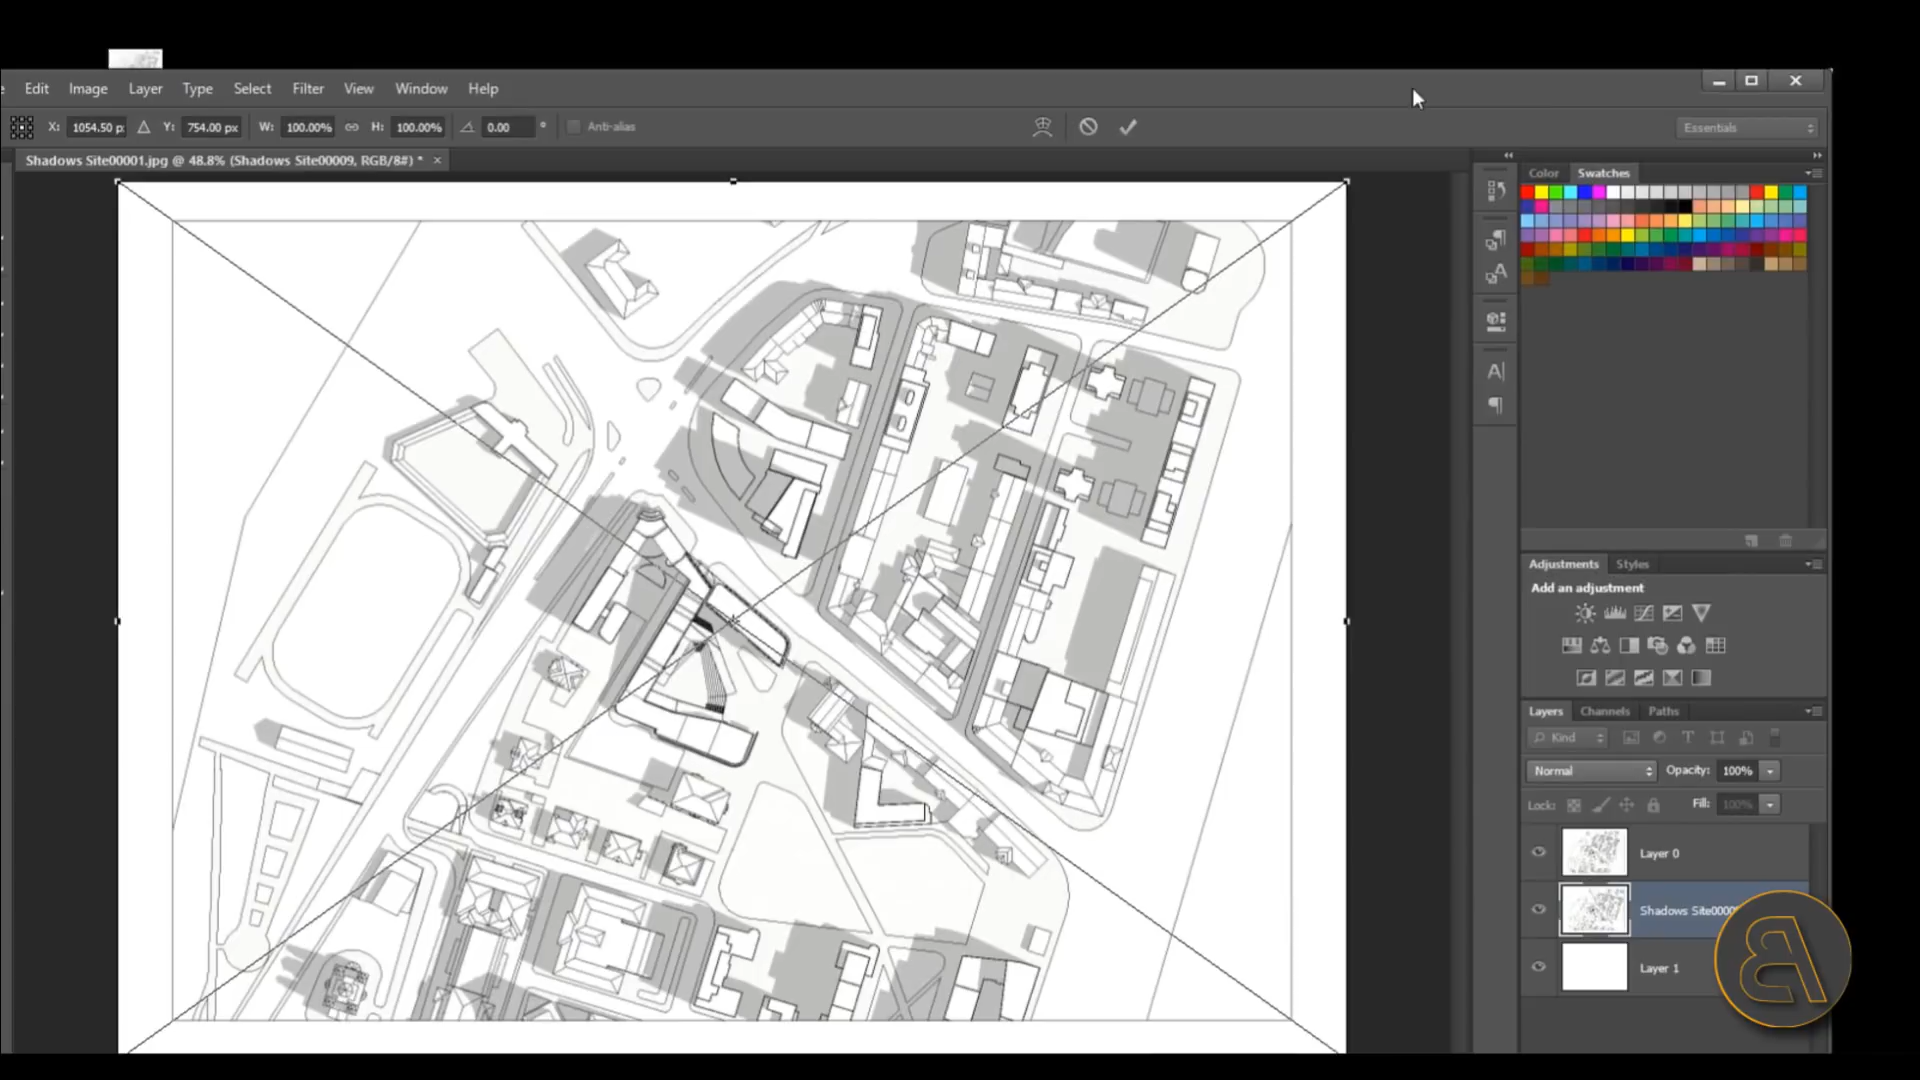 Edit Image Layer Type Select Filter View Window Help
X: 1054.50 p: Y: 754.00 px W: 100.00% H: 100.00% 0.00 ° Anti-alias Essentials
Shadows Site00001.jpg @ 48.8% (Shadows Site00009, RGB/8#) * ×
Color Swatches
Adjustments Styles
Add an adjustment
Layers Channels Paths
Kind
Normal Opacity: 100%
Lock: Fill: 100%
Layer 0
Shadows Site0000
Layer 1